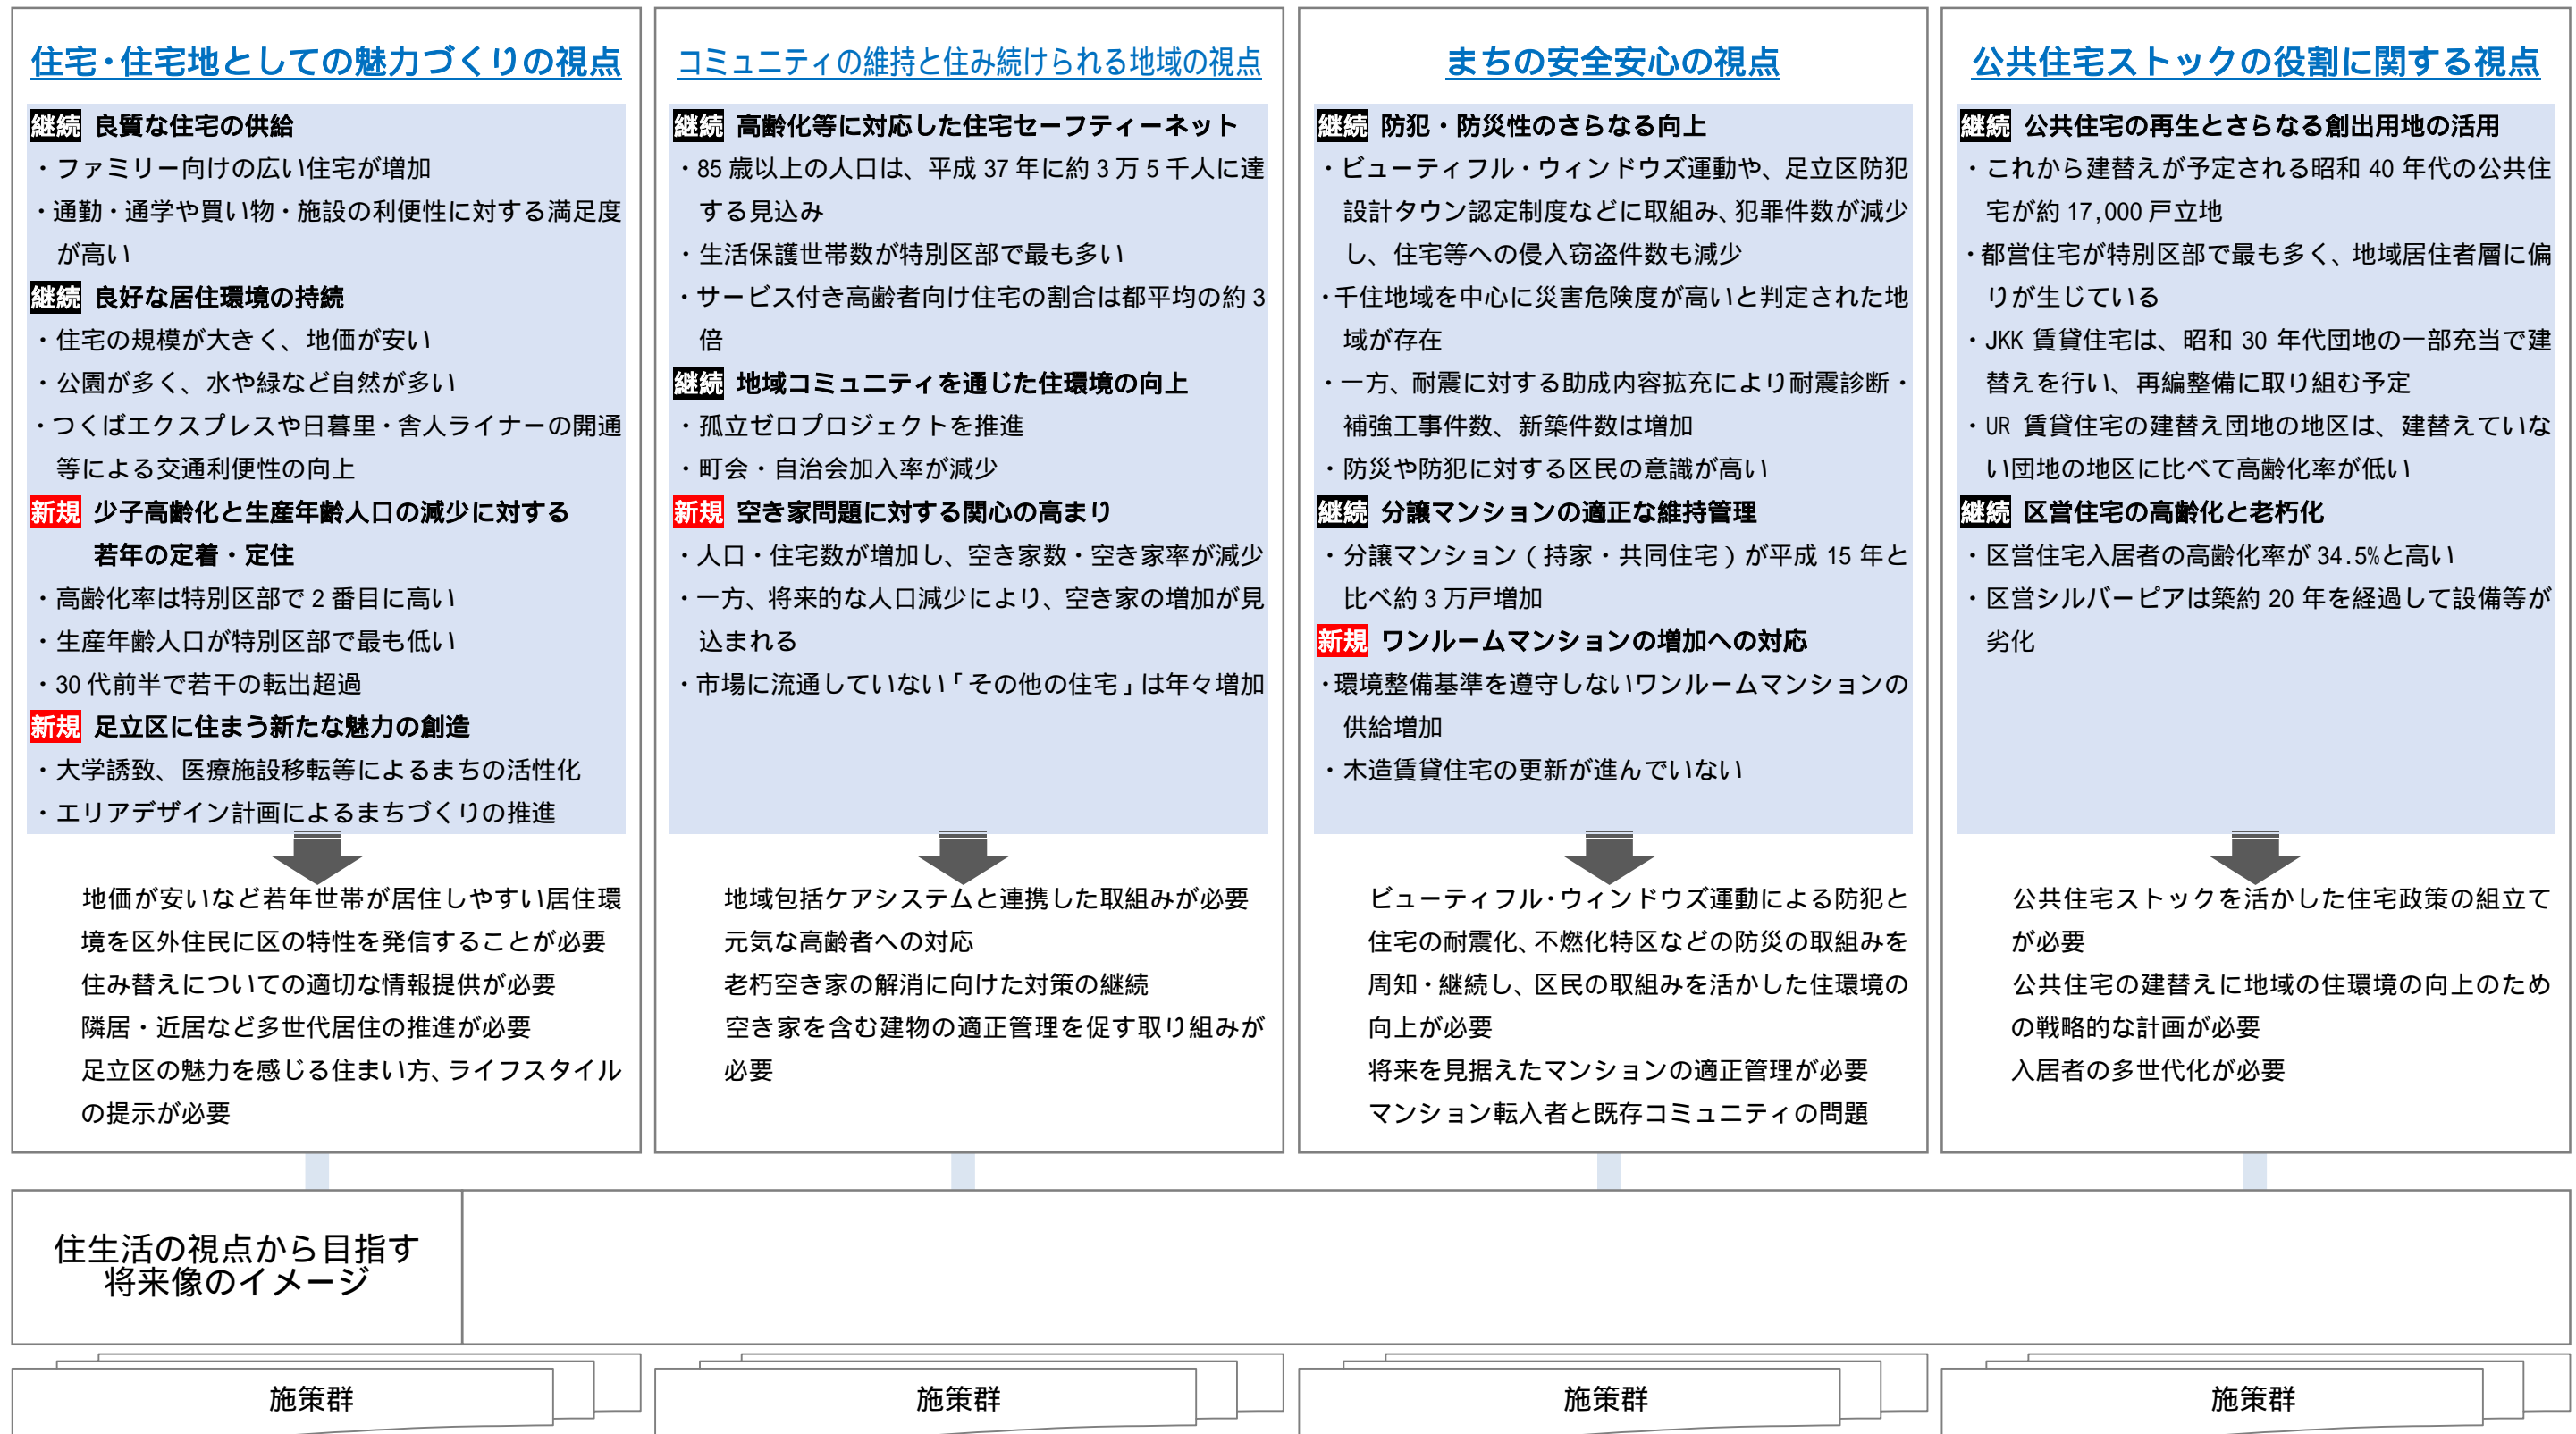 住宅・住宅地としての魅力づくりの視点
継続 良質な住宅の供給
・ファミリー向けの広い住宅が増加
・通勤・通学や買い物・施設の利便性に対する満足度
が高い
継続 良好な居住環境の持続
・住宅の規模が大きく、地価が安い
・公園が多く、水や緑など自然が多い
・つくばエクスプレスや日暮里・舎人ライナーの開通
等による交通利便性の向上
新規 少子高齢化と生産年齢人口の減少に対する
若年の定着・定住
・高齢化率は特別区部で2番目に高い
・生産年齢人口が特別区部で最も低い
・30代前半で若干の転出超過
新規 足立区に住まう新たな魅力の創造
・大学誘致、医療施設移転等によるまちの活性化
・エリアデザイン計画によるまちづくりの推進
地価が安いなど若年世帯が居住しやすい居住環
境を区外住民に区の特性を発信することが必要
住み替えについての適切な情報提供が必要
隣居・近居など多世代居住の推進が必要
足立区の魅力を感じる住まい方、ライフスタイル
の提示が必要
コミュニティの維持と住み続けられる地域の視点
継続 高齢化等に対応した住宅セーフティーネット
・85歳以上の人口は、平成37年に約3万5千人に達
する見込み
・生活保護世帯数が特別区部で最も多い
・サービス付き高齢者向け住宅の割合は都平均の約3
倍
継続 地域コミュニティを通じた住環境の向上
・孤立ゼロプロジェクトを推進
・町会・自治会加入率が減少
新規 空き家問題に対する関心の高まり
・人口・住宅数が増加し、空き家数・空き家率が減少
・一方、将来的な人口減少により、空き家の増加が見
込まれる
・市場に流通していない「その他の住宅」は年々増加
地域包括ケアシステムと連携した取組みが必要
元気な高齢者への対応
老朽空き家の解消に向けた対策の継続
空き家を含む建物の適正管理を促す取り組みが
必要
まちの安全安心の視点
継続 防犯・防災性のさらなる向上
・ビューティフル・ウィンドウズ運動や、足立区防犯
設計タウン認定制度などに取組み、犯罪件数が減少
し、住宅等への侵入窃盗件数も減少
・千住地域を中心に災害危険度が高いと判定された地
域が存在
・一方、耐震に対する助成内容拡充により耐震診断・
補強工事件数、新築件数は増加
・防災や防犯に対する区民の意識が高い
継続 分譲マンションの適正な維持管理
・分譲マンション(持家・共同住宅)が平成15年と
比べ約3万戸増加
新規 ワンルームマンションの増加への対応
・環境整備基準を遵守しないワンルームマンションの
供給増加
・木造賃貸住宅の更新が進んでいない
ビューティフル・ウィンドウズ運動による防犯と
住宅の耐震化、不燃化特区などの防災の取組みを
周知・継続し、区民の取組みを活かした住環境の
向上が必要
将来を見据えたマンションの適正管理が必要
マンション転入者と既存コミュニティの問題
公共住宅ストックの役割に関する視点
継続 公共住宅の再生とさらなる創出用地の活用
・これから建替えが予定される昭和40年代の公共住
宅が約17,000戸立地
・都営住宅が特別区部で最も多く、地域居住者層に偏
りが生じている
・JKK賃貸住宅は、昭和30年代団地の一部充当で建
替えを行い、再編整備に取り組む予定
・UR賃貸住宅の建替え団地の地区は、建替えていな
い団地の地区に比べて高齢化率が低い
継続 区営住宅の高齢化と老朽化
・区営住宅入居者の高齢化率が34.5%と高い
・区営シルバーピアは築約20年を経過して設備等が
劣化
公共住宅ストックを活かした住宅政策の組立て
が必要
公共住宅の建替えに地域の住環境の向上のため
の戦略的な計画が必要
入居者の多世代化が必要
住生活の視点から目指す
将来像のイメージ
施策群
施策群
施策群
施策群